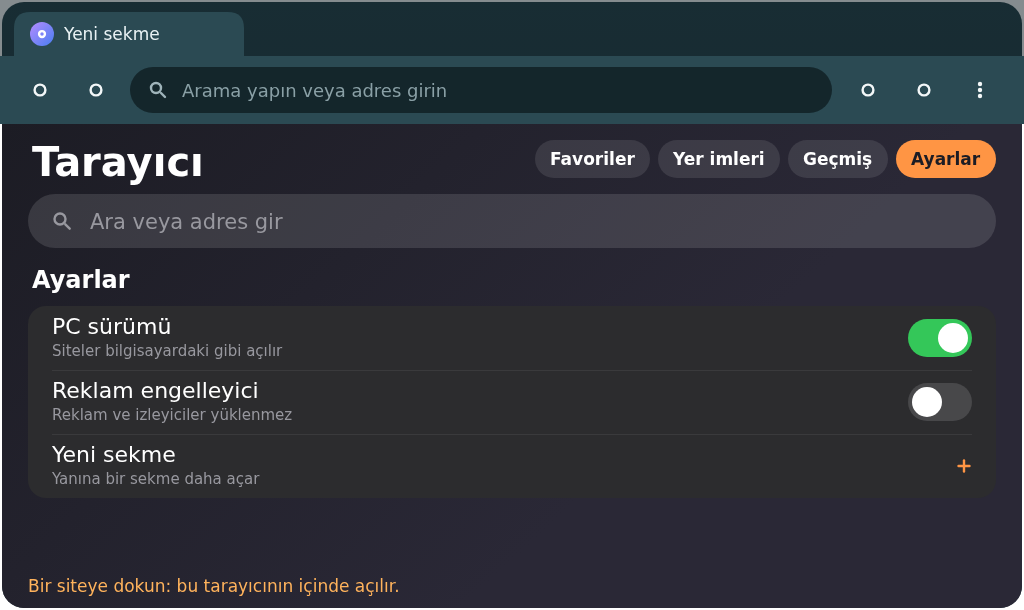 Yeni sekme
Arama yapın veya adres girin
Tarayıcı
Favoriler
Yer imleri
Geçmiş
Ayarlar
Ara veya adres gir
Ayarlar
PC sürümü
Siteler bilgisayardaki gibi açılır
Reklam engelleyici
Reklam ve izleyiciler yüklenmez
Yeni sekme
Yanına bir sekme daha açar
+
Bir siteye dokun: bu tarayıcının içinde açılır.